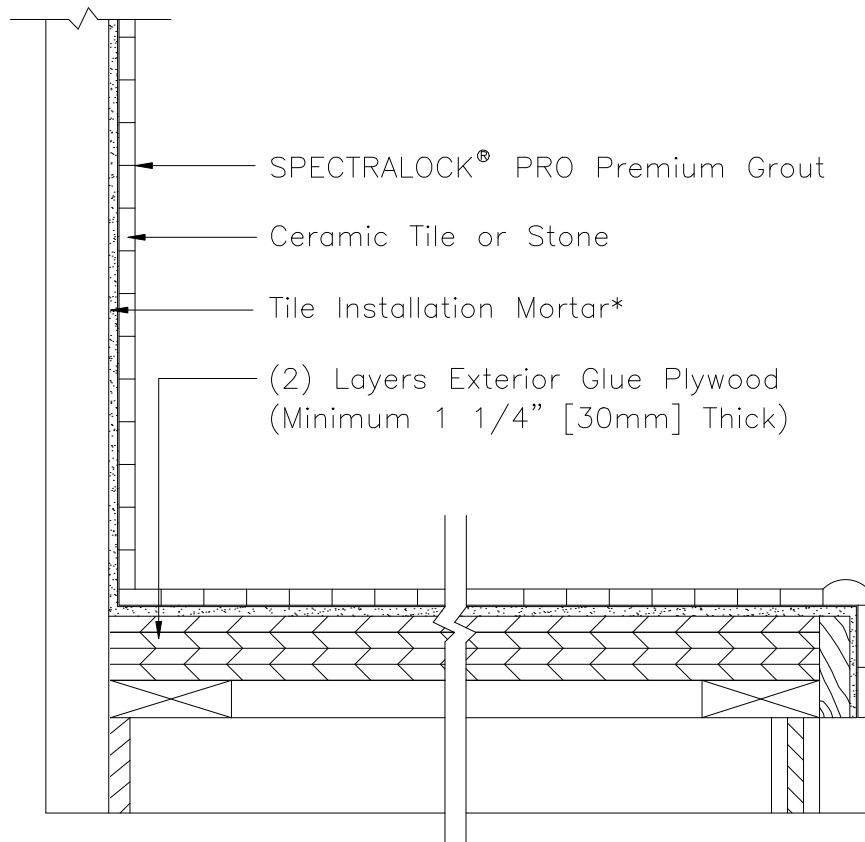 SPECTRALOCK® PRO Premium Grout
Ceramic Tile or Stone
Tile Installation Mortar*
(2) Layers Exterior Glue Plywood
(Minimum 1 1/4” [30mm] Thick)